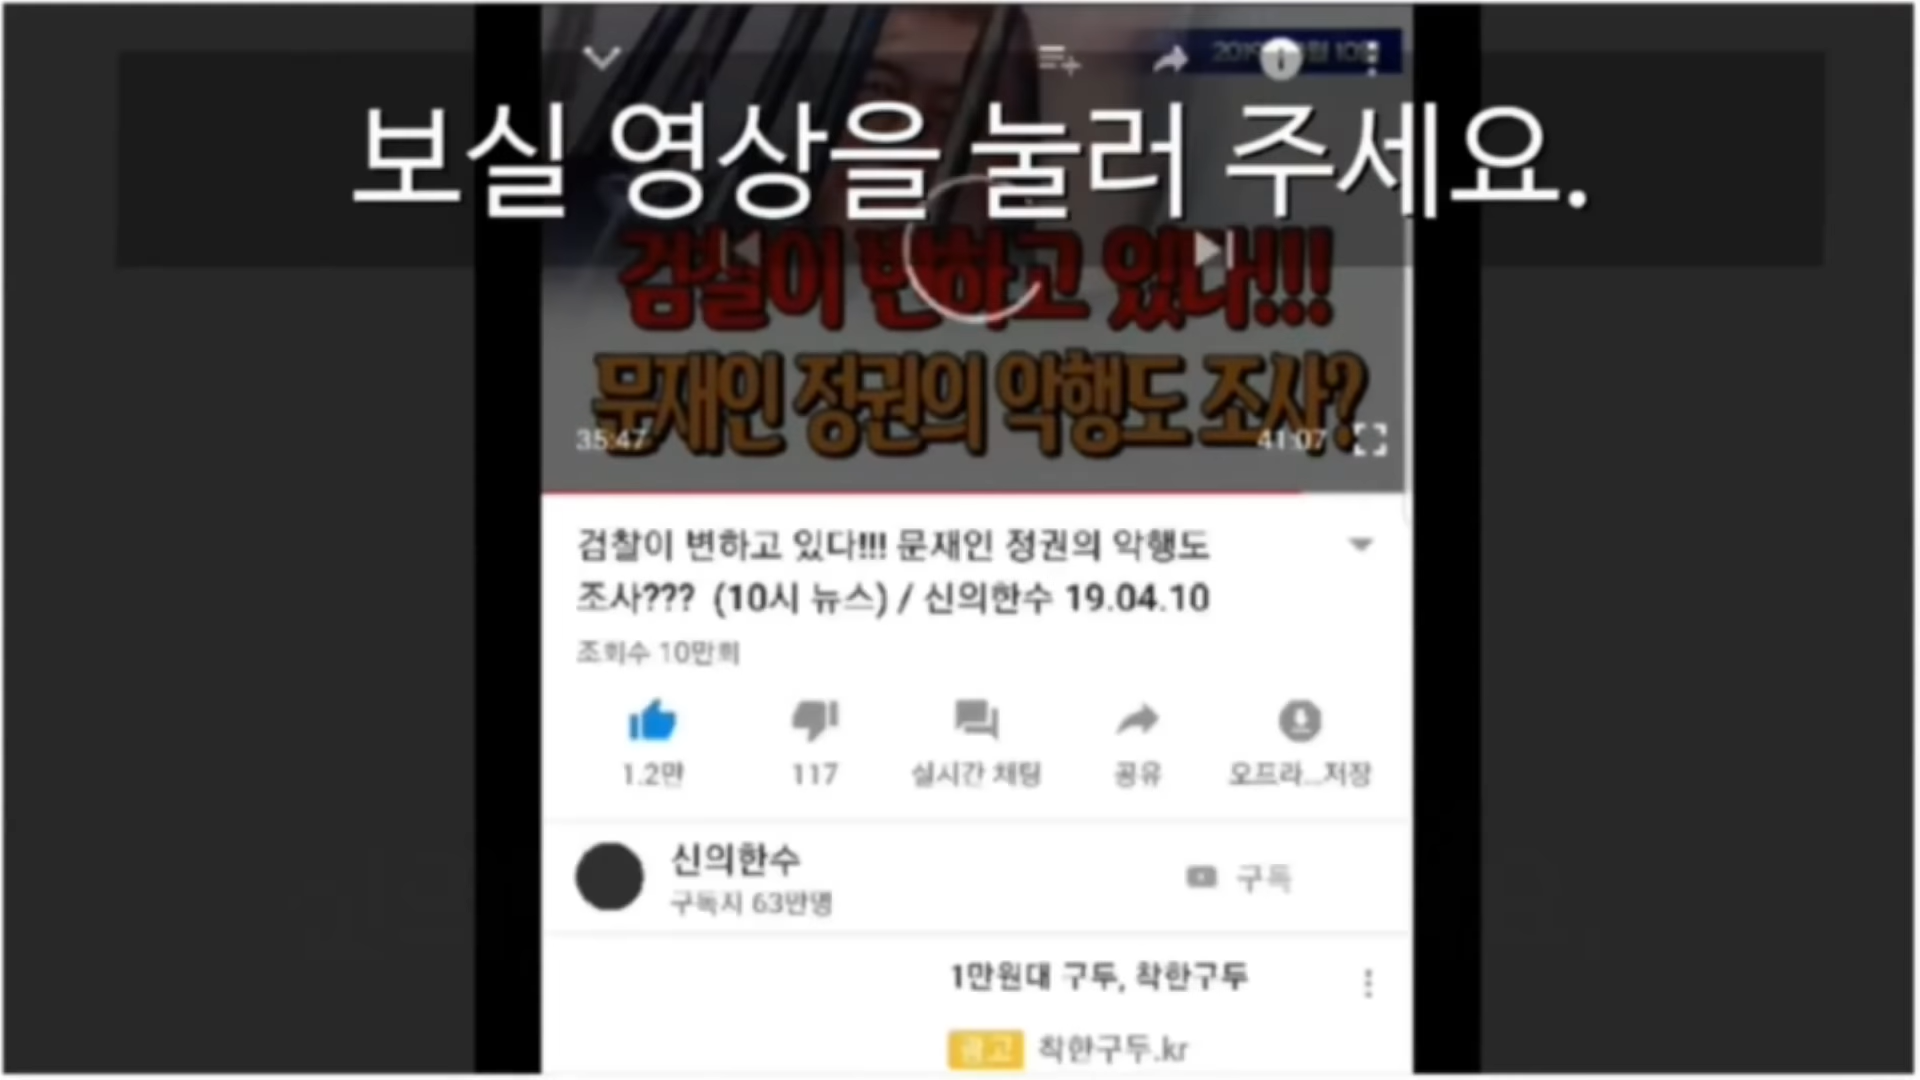 보실 영상을 눌러 주세요.
검찰이 변하고 있다!!!
문재인 정권의 악행도 조사?
35:47
41:07
검찰이 변하고 있다!!! 문재인 정권의 악행도
조사??? (10시 뉴스) / 신의한수 19.04.10
조회수 10만회
1.2만
117
실시간 채팅
공유
오프라...저장
신의한수
구독
구독자 63만명
1만원대 구두, 착한구두
광고
착한구두.kr